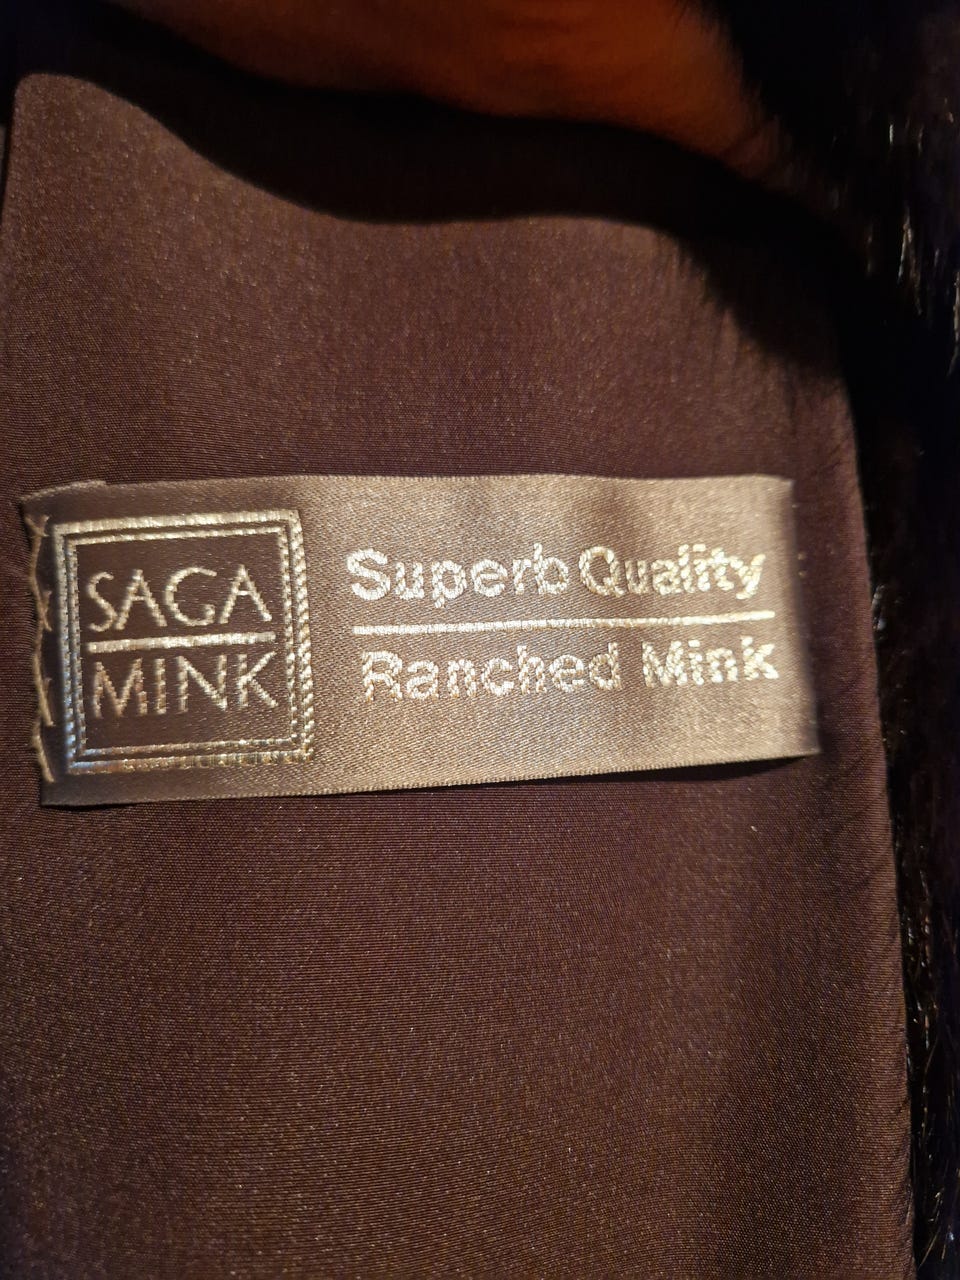 SAGA
MINK
Superb Quality
Ranched Mink